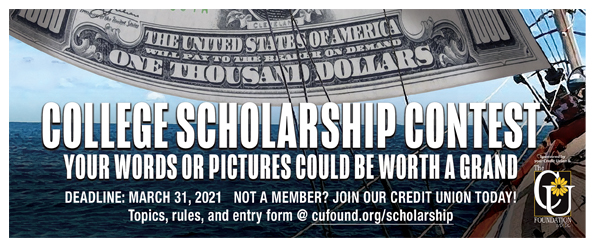 THE UNITED STATES OF AMERICA
WILL PAY TO THE BEARER ON DEMAND
ONE THOUSAND DOLLARS
COLLEGE SCHOLARSHIP CONTEST
YOUR WORDS OR PICTURES COULD BE WORTH A GRAND
DEADLINE: MARCH 31, 2021 NOT A MEMBER? JOIN OUR CREDIT UNION TODAY!
Topics, rules, and entry form @ cufound.org/scholarship
The
CU
FOUNDATION